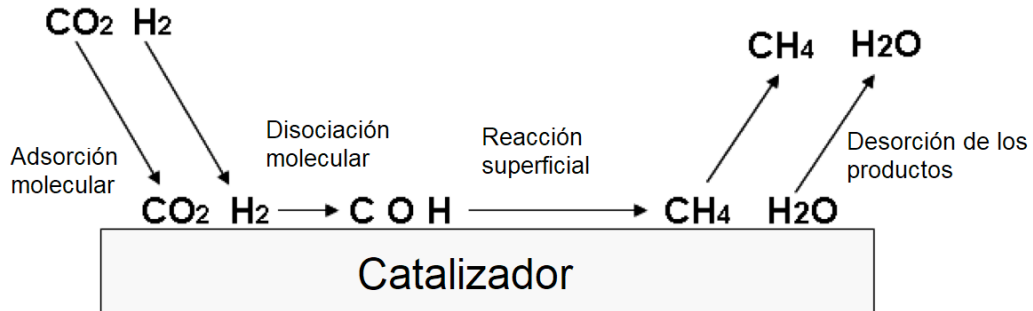 CO2 H2
CH4 H2O
Adsorción
molecular
Disociación
molecular
Reacción
superficial
Desorción de los
productos
CO2 H2 C O H CH4 H2O
Catalizador